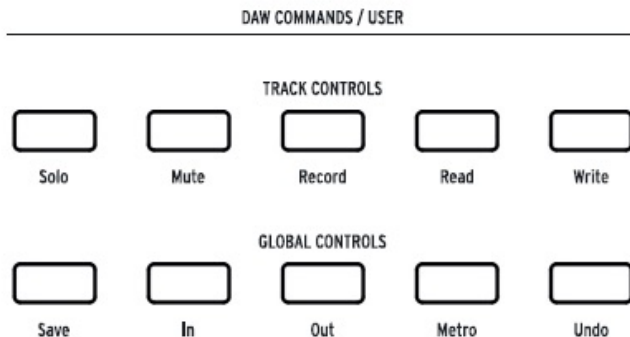 DAW COMMANDS / USER
TRACK CONTROLS
Solo Mute Record Read Write
GLOBAL CONTROLS
Save In Out Metro Undo